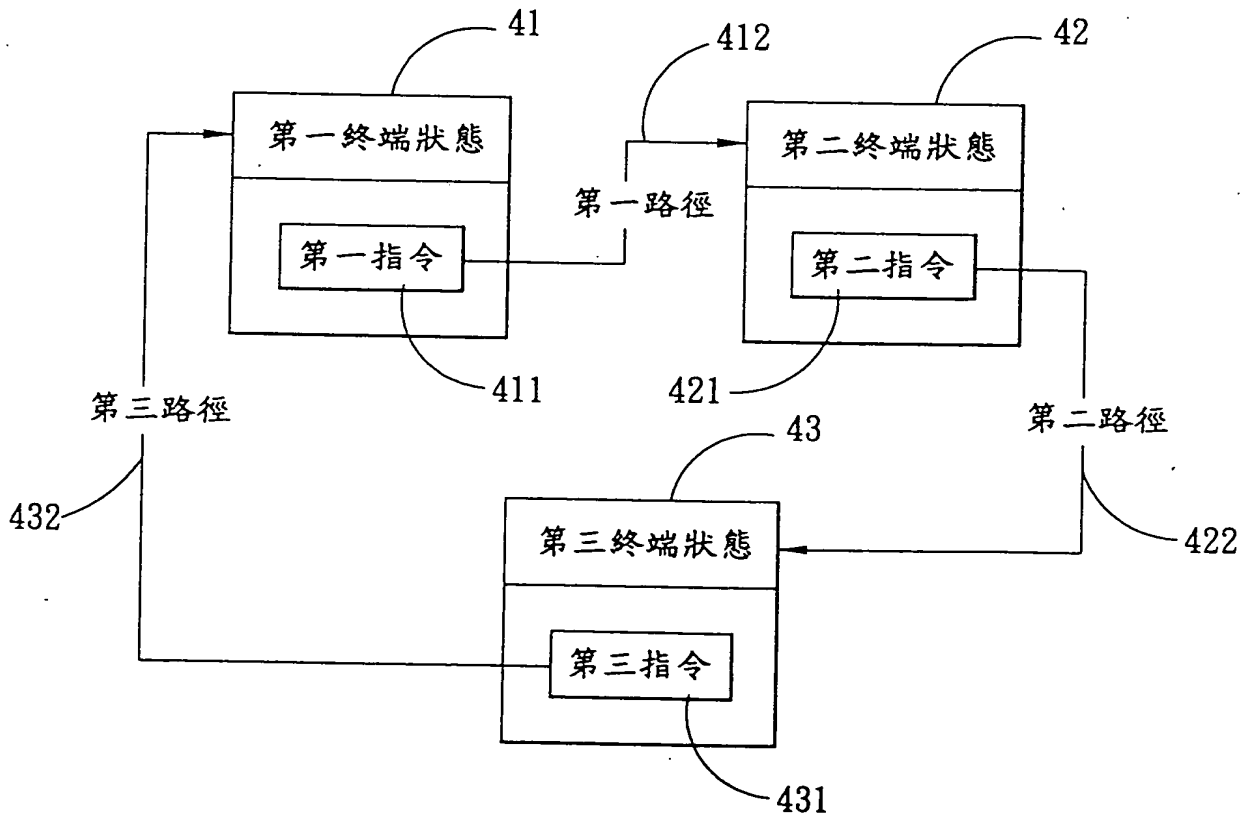 41
412
42
第一終端狀態
第二終端狀態
第一路徑
第一指令
第二指令
411
421
第三路徑
第二路徑
43
432
第三終端狀態
422
第三指令
431